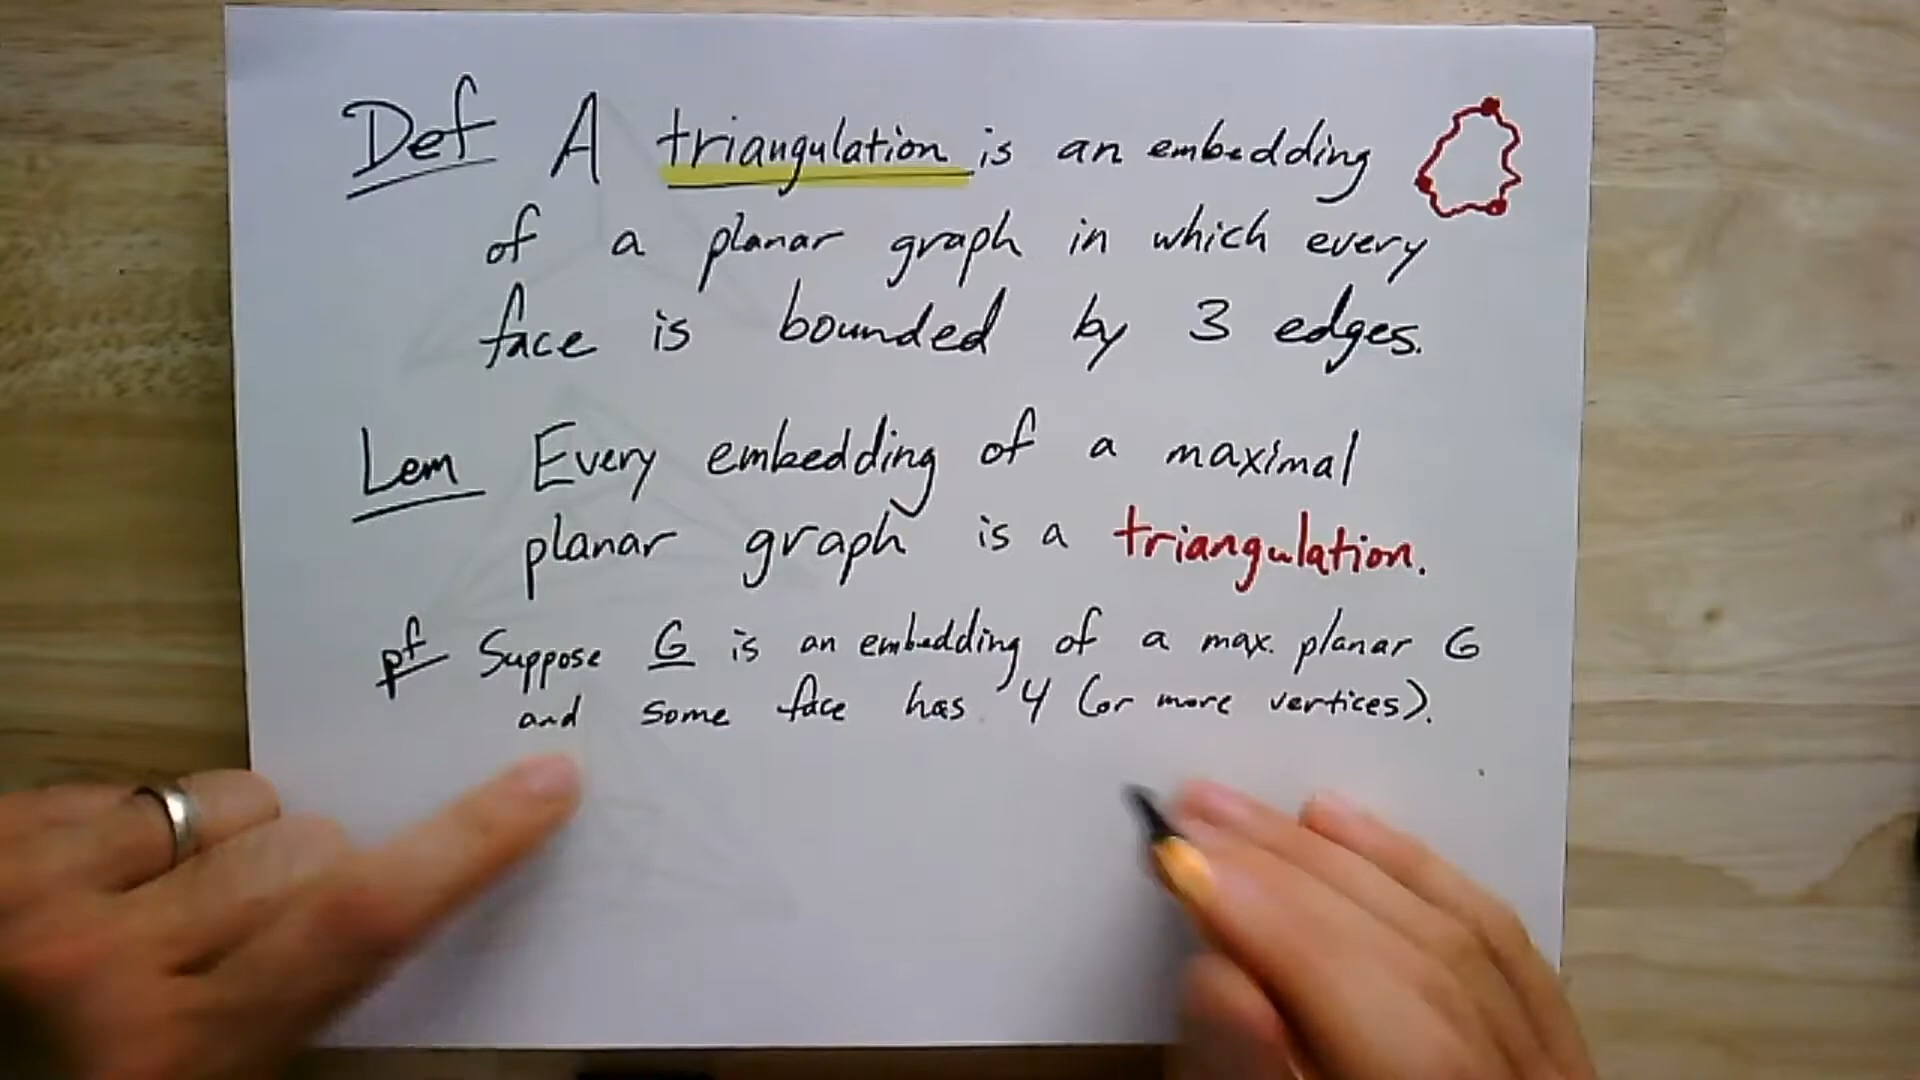 Def A triangulation is an embedding
of a planar graph in which every
face is bounded by 3 edges.
Lem Every embedding of a maximal
planar graph is a triangulation.
pf Suppose G is an embedding of a max. planar G
and some face has 4 (or more vertices).